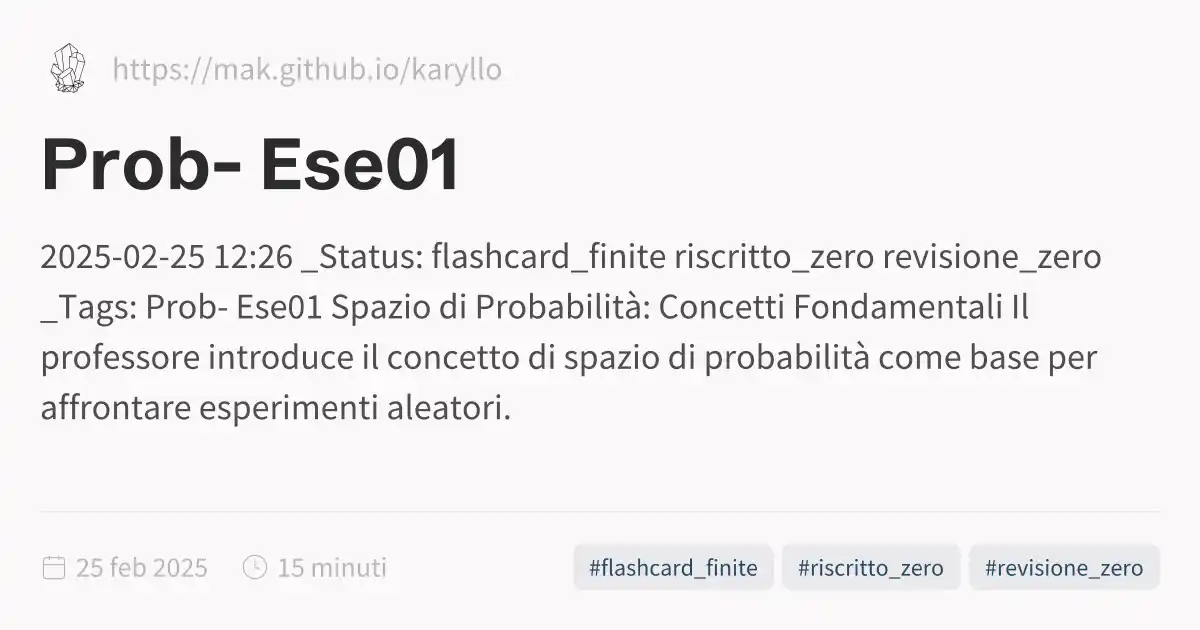 https://mak.github.io/karyllo
Prob- Ese01
2025-02-25 12:26 _Status: flashcard_finite riscritto_zero revisione_zero
_Tags: Prob- Ese01 Spazio di Probabilità: Concetti Fondamentali Il
professore introduce il concetto di spazio di probabilità come base per
affrontare esperimenti aleatori.
25 feb 2025 15 minuti #flashcard_finite #riscritto_zero #revisione_zero